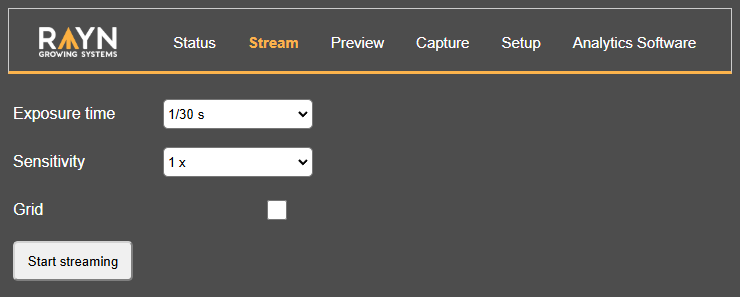 RAYN
GROWING SYSTEMS
Status Stream Preview Capture Setup Analytics Software
Exposure time 1/30 s
Sensitivity 1 x
Grid
Start streaming